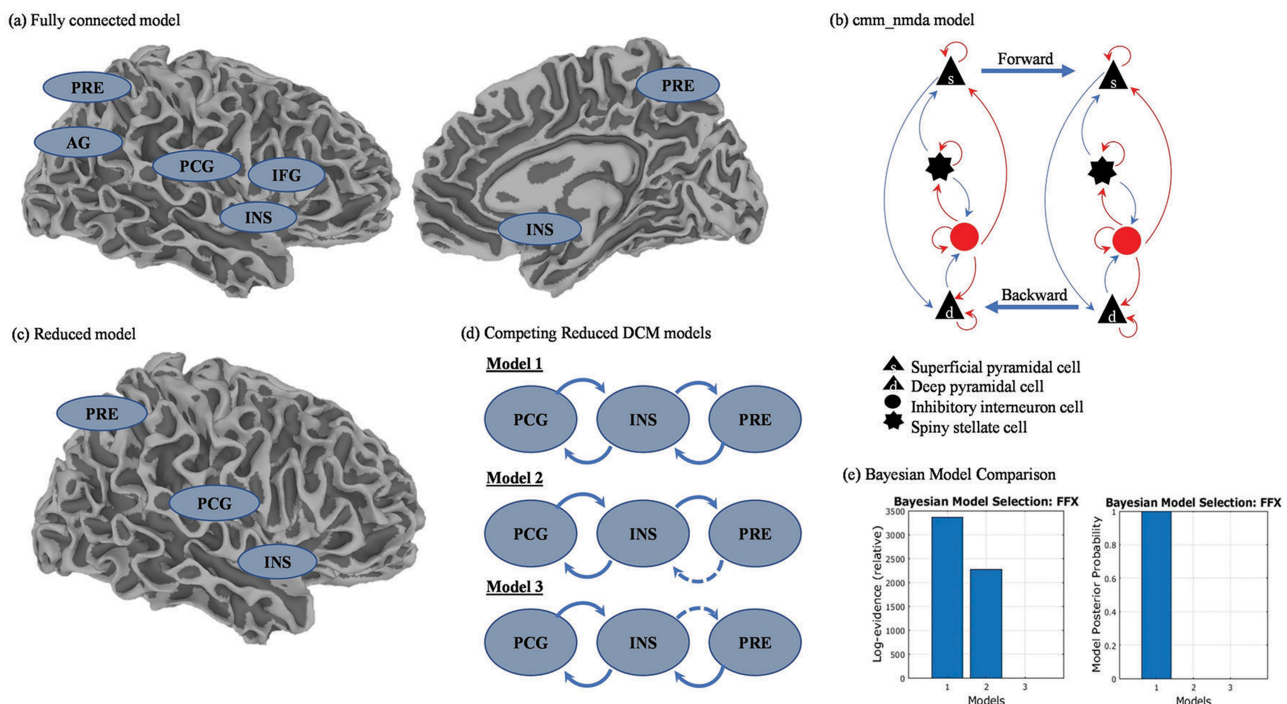 (a) Fully connected model
PRE
AG
PCG
IFG
INS
PRE
INS
(b) cmm_nmda model
Forward
s
s
Backward
d
d
s Superficial pyramidal cell
d Deep pyramidal cell
Inhibitory interneuron cell
Spiny stellate cell
(c) Reduced model
PRE
PCG
INS
(d) Competing Reduced DCM models
Model 1
PCG INS PRE
Model 2
PCG INS PRE
Model 3
PCG INS PRE
(e) Bayesian Model Comparison
Bayesian Model Selection: FFX
Log-evidence (relative)
3500
3000
2500
2000
1500
1000
500
0
1 2 3
Models
Bayesian Model Selection: FFX
Model Posterior Probability
1
0.8
0.6
0.4
0.2
0
1 2 3
Models